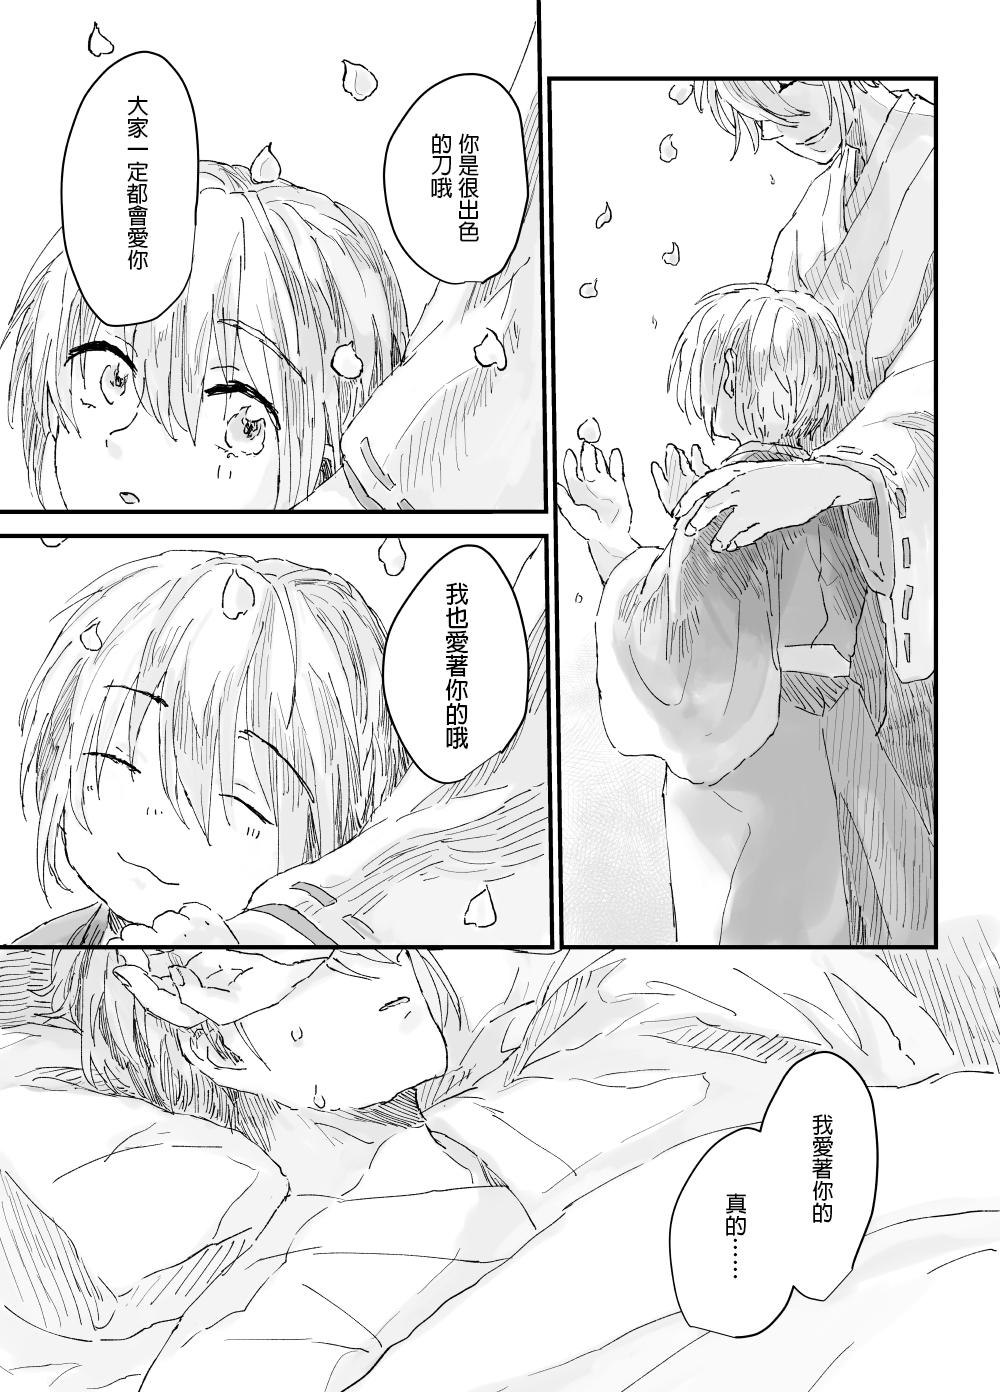 你是很出色
的刀哦
大家一定都會愛你
我也愛著你的哦
我愛著你的
真的……